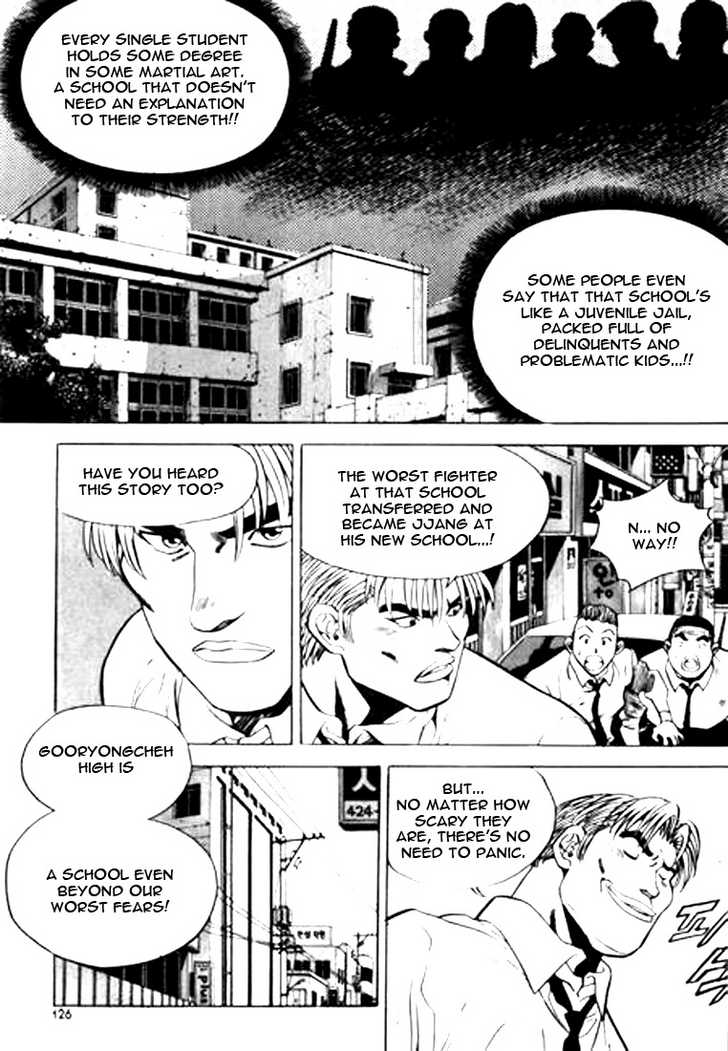 EVERY SINGLE STUDENT
HOLDS SOME DEGREE
IN SOME MARTIAL ART.
A SCHOOL THAT DOESN'T
NEED AN EXPLANATION
TO THEIR STRENGTH!!
SOME PEOPLE EVEN
SAY THAT THAT SCHOOL'S
LIKE A JUVENILE JAIL,
PACKED FULL OF
DELINQUENTS AND
PROBLEMATIC KIDS...!!
HAVE YOU HEARD
THIS STORY TOO?
THE WORST FIGHTER
AT THAT SCHOOL
TRANSFERRED AND
BECAME JJANG AT
HIS NEW SCHOOL...!
N... NO
WAY!!
GOORYONGCHEH
HIGH IS
A SCHOOL EVEN
BEYOND OUR
WORST FEARS!
424-
Plus
BUT...
NO MATTER HOW
SCARY THEY
ARE, THERE'S NO
NEED TO PANIC.
126